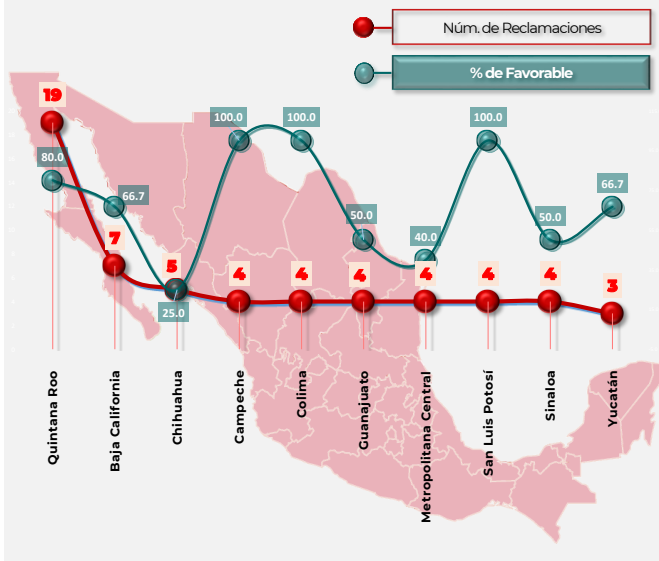 Núm. de Reclamaciones
% de Favorable
19
100.0
100.0
100.0
80.0
66.7
66.7
50.0
50.0
40.0
7
5
4
4
4
4
4
4
3
25.0
Quintana Roo
Baja California
Chihuahua
Campeche
Colima
Guanajuato
Metropolitana Central
San Luis Potosí
Sinaloa
Yucatán